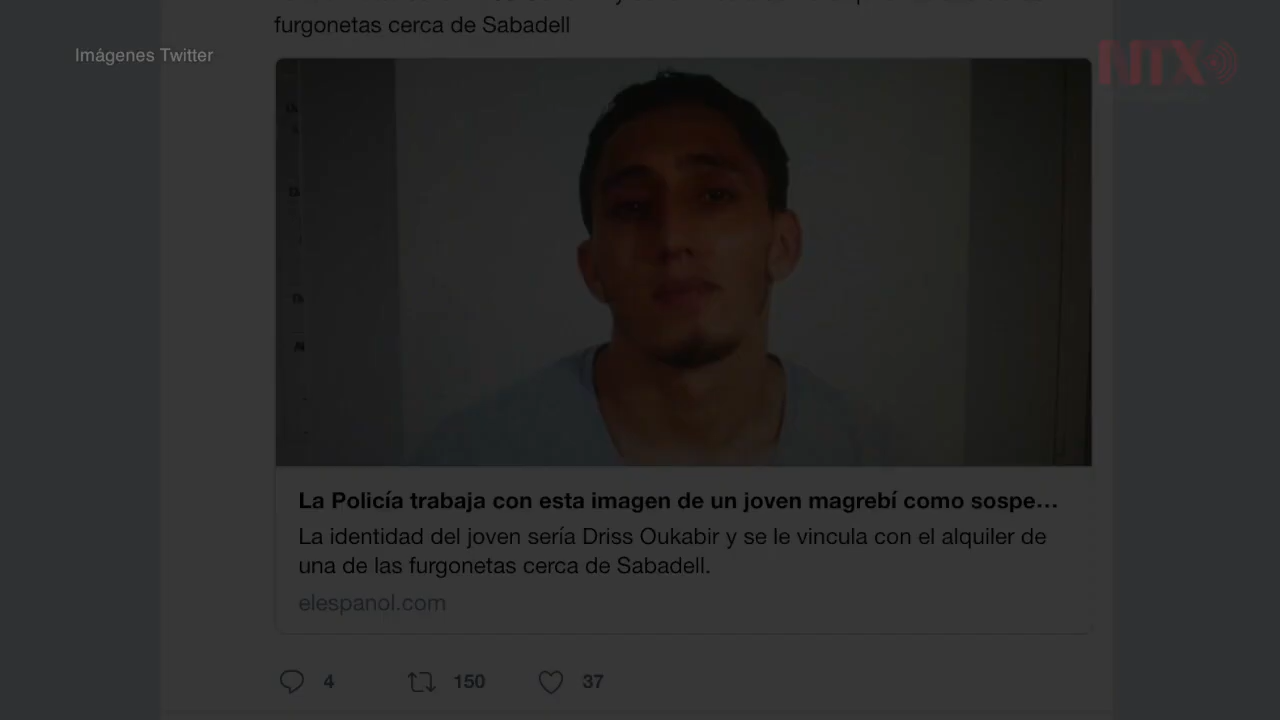 furgonetas cerca de Sabadell
Imágenes Twitter
NTX
La Policía trabaja con esta imagen de un joven magrebí como sospe...
La identidad del joven sería Driss Oukabir y se le vincula con el alquiler de
una de las furgonetas cerca de Sabadell.
elespanol.com
4 150 37